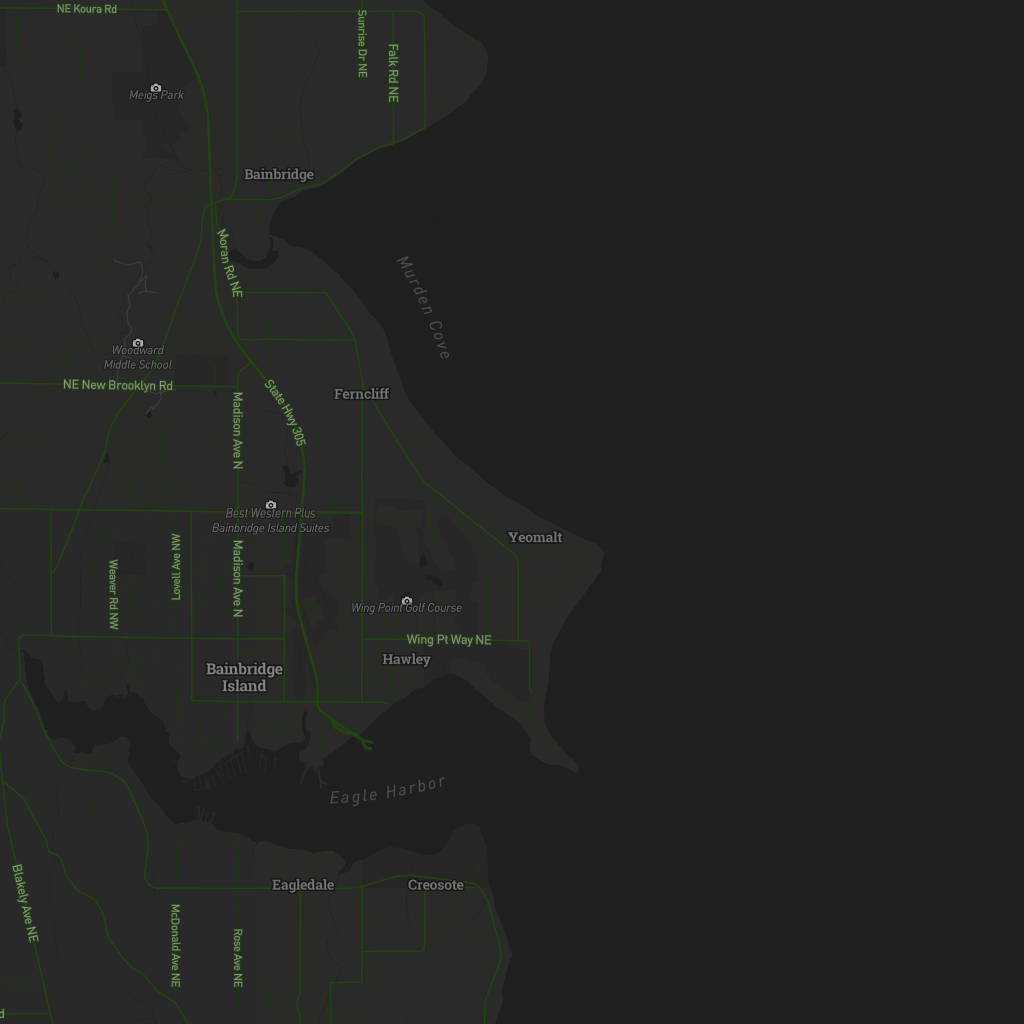 NE Koura Rd
Sunrise Dr NE
Falk Rd NE
Meigs Park
Bainbridge
Moran Rd NE
Murden Cove
Woodward
Middle School
NE New Brooklyn Rd
State Hwy 305
Ferncliff
Madison Ave N
Best Western Plus
Bainbridge Island Suites
Yeomalt
Lovell Ave NW
Weaver Rd NW
Madison Ave N
Wing Point Golf Course
Wing Pt Way NE
Hawley
Bainbridge
Island
Eagle Harbor
Eagledale
Creosote
Blakely Ave NE
McDonald Ave NE
Rose Ave NE
d